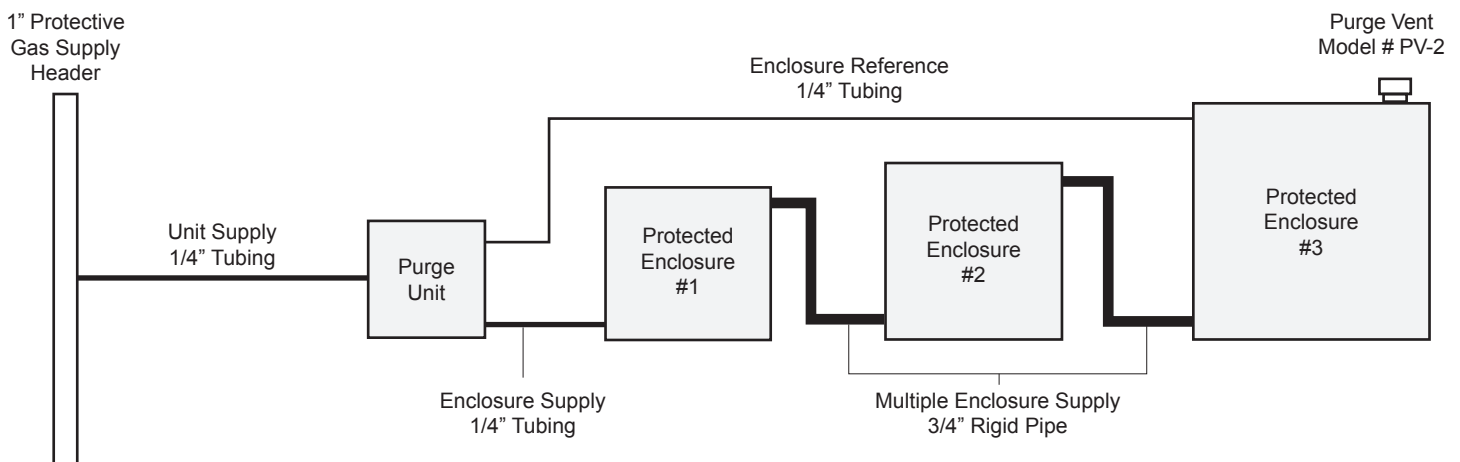 1” Protective
Gas Supply
Header
Purge Vent
Model # PV-2
Enclosure Reference
1/4” Tubing
Unit Supply
1/4” Tubing
Purge
Unit
Protected
Enclosure
#1
Protected
Enclosure
#2
Protected
Enclosure
#3
Enclosure Supply
1/4” Tubing
Multiple Enclosure Supply
3/4” Rigid Pipe